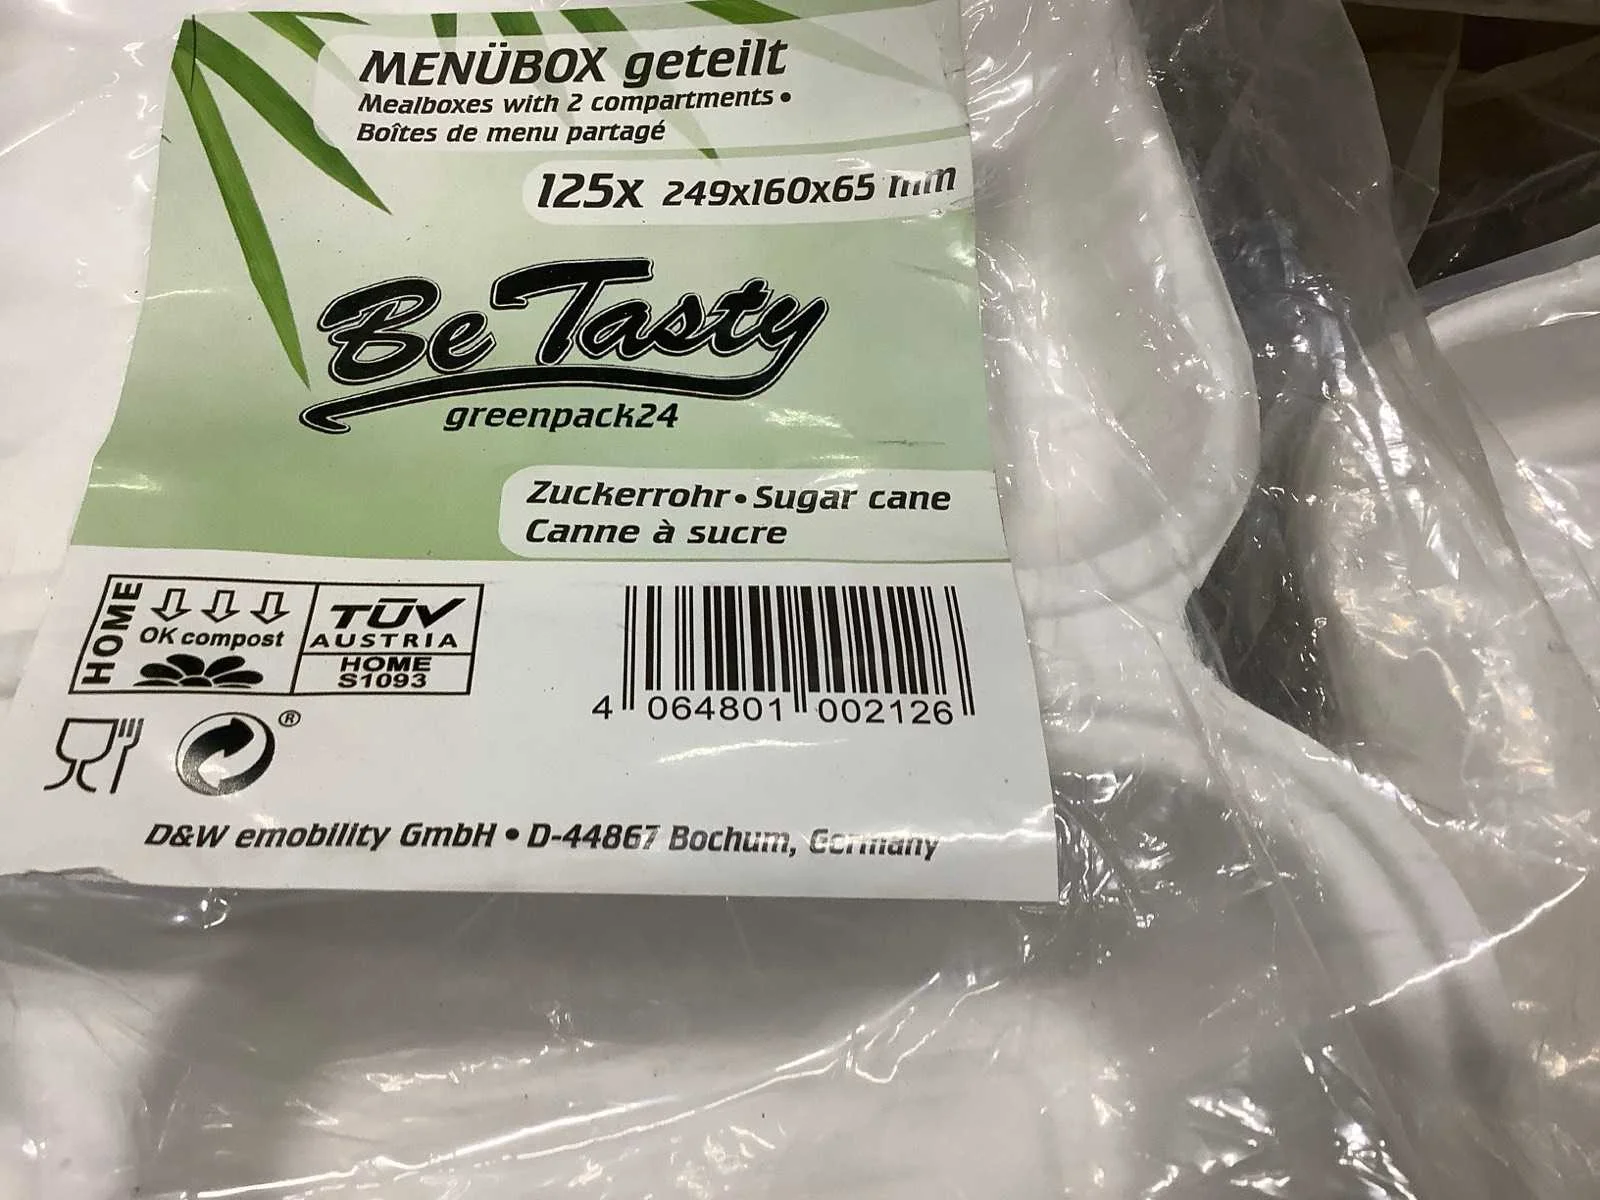 MENÜBOX geteilt
Mealboxes with 2 compartments •
Boîtes de menu partagé
125x 249x160x65 mm
Be Tasty
greenpack24
Zuckerrohr • Sugar cane
Canne à sucre
HOME
OK compost
TÜV
AUSTRIA
HOME
S1093
®
4 064801 002126
D&W emobility GmbH • D-44867 Bochum, Germany